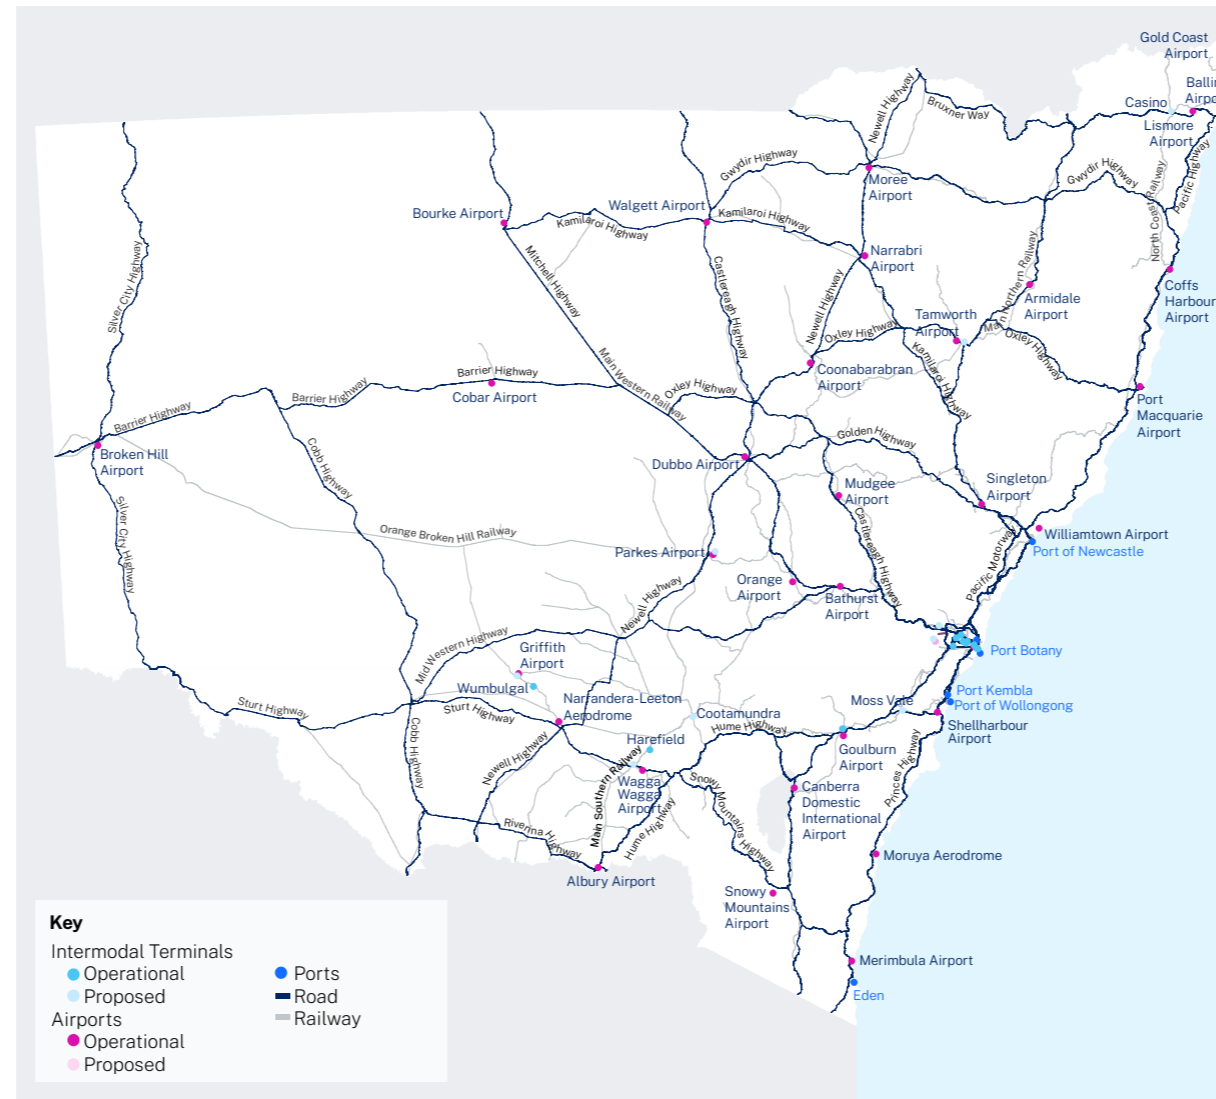 Gold Coast
Airport
Casino
Lismore
Airport
Newell Highway
Bruxner Way
Gwydir Highway
Gwydir Highway
Moree
Airport
North Coast Railway
Pacific Highway
Bourke Airport
Walgett Airport
Kamilaroi Highway
Kamilaroi Highway
Silver City Highway
Mitchell Highway
Castlereagh Highway
Narrabri
Airport
Newell Highway
Main Northern Railway
Armidale
Airport
Coffs
Harbour
Airport
Tamworth
Airport
Oxley Highway
Oxley Highway
Kamilaroi Highway
Coonabarabran
Airport
Barrier Highway
Barrier Highway
Barrier Highway
Cobar Airport
Main Western Railway
Oxley Highway
Port
Macquarie
Airport
Broken Hill
Airport
Cobb Highway
Golden Highway
Dubbo Airport
Mudgee
Airport
Singleton
Airport
Silver City Highway
Orange Broken Hill Railway
Castlereagh Highway
Parkes Airport
Williamtown Airport
Port of Newcastle
Pacific Motorway
Orange
Airport
Bathurst
Airport
Newell Highway
Mid Western Highway
Griffith
Airport
Wumbulgal
Port Botany
Sturt Highway
Sturt Highway
Narrandera-Leeton
Aerodrome
Cootamundra
Moss Vale
Port Kembla
Port of Wollongong
Shellharbour
Airport
Hume Highway
Harefield
Goulburn
Airport
Cobb Highway
Newell Highway
Main Southern Railway
Wagga
Wagga
Airport
Snowy Mountains Highway
Canberra
Domestic
International
Airport
Princes Highway
Hume Highway
Highway
Albury Airport
Moruya Aerodrome
Snowy
Mountains
Airport
Merimbula Airport
Eden
Key
Intermodal Terminals
Operational
Proposed
Airports
Operational
Proposed
Ports
Road
Railway